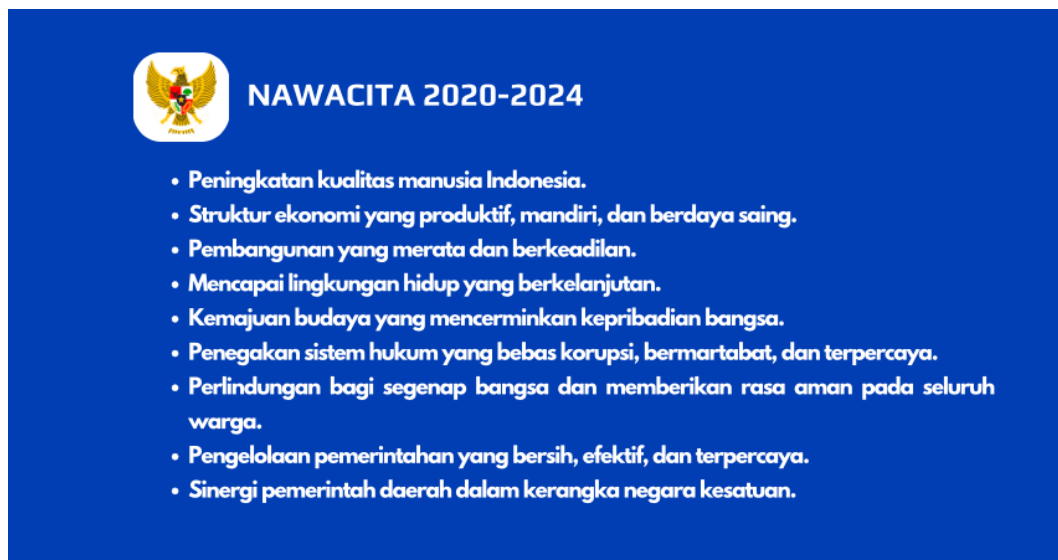 NAWACITA 2020-2024
• Peningkatan kualitas manusia Indonesia.
• Struktur ekonomi yang produktif, mandiri, dan berdaya saing.
• Pembangunan yang merata dan berkeadilan.
• Mencapai lingkungan hidup yang berkelanjutan.
• Kemajuan budaya yang mencerminkan kepribadian bangsa.
• Penegakan sistem hukum yang bebas korupsi, bermartabat, dan terpercaya.
• Perlindungan bagi segenap bangsa dan memberikan rasa aman pada seluruh
warga.
• Pengelolaan pemerintahan yang bersih, efektif, dan terpercaya.
• Sinergi pemerintah daerah dalam kerangka negara kesatuan.